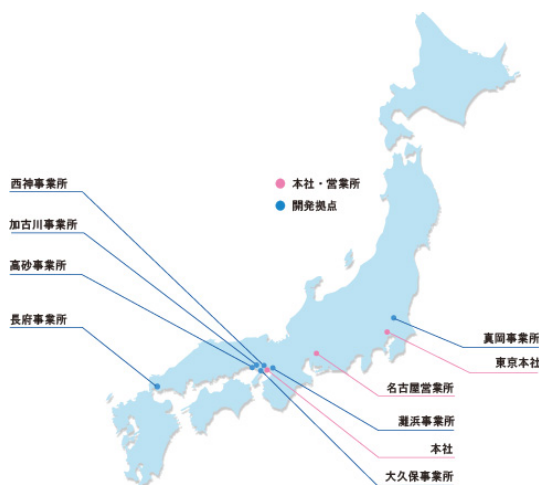 西神事業所
加古川事業所
高砂事業所
長府事業所
本社・営業所
開発拠点
真岡事業所
東京本社
名古屋営業所
灘浜事業所
本社
大久保事業所